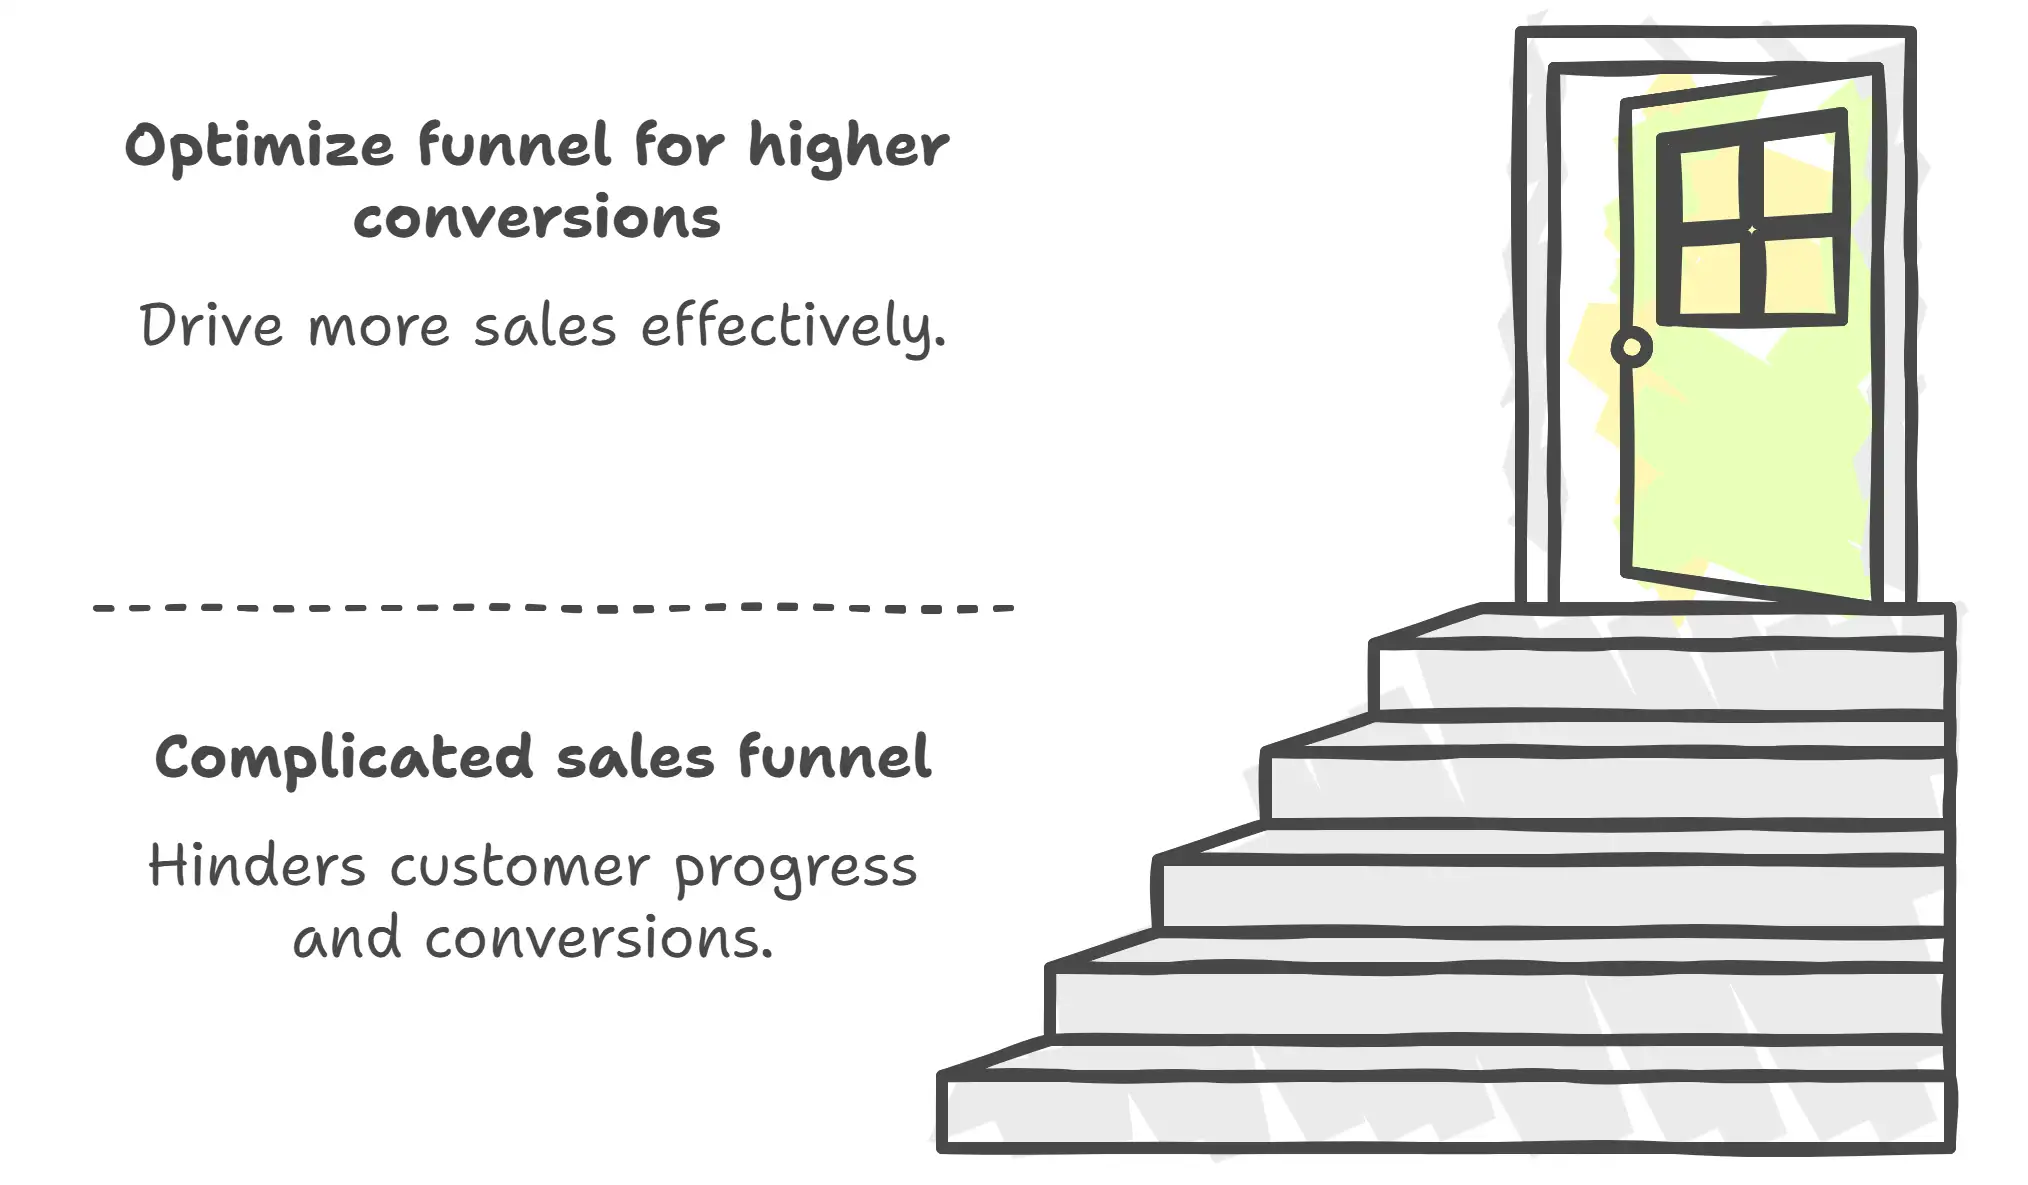 Optimize funnel for higher
conversions
Drive more sales effectively.
Complicated sales funnel
Hinders customer progress
and conversions.